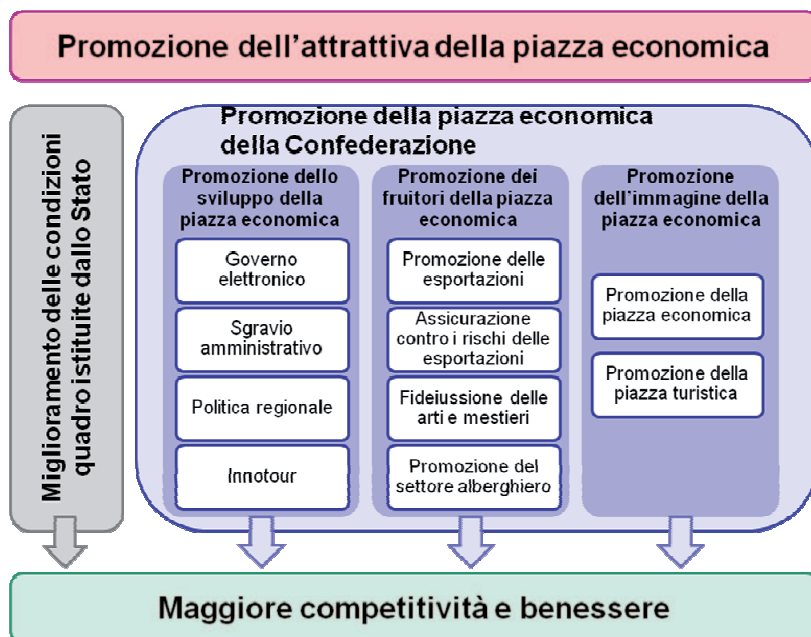 Promozione dell'attrattiva della piazza economica
Miglioramento delle condizioni
quadro istituite dallo Stato
Promozione della piazza economica
della Confederazione
Promozione dello
sviluppo della
piazza economica
Governo
elettronico
Sgravio
amministrativo
Politica regionale
Innotour
Promozione dei
fruitori della piazza
economica
Promozione delle
esportazioni
Assicurazione
contro i rischi delle
esportazioni
Fideiussione delle
arti e mestieri
Promozione del
settore alberghiero
Promozione
dell'immagine della
piazza economica
Promozione della
piazza economica
Promozione della
piazza turistica
Maggiore competitività e benessere